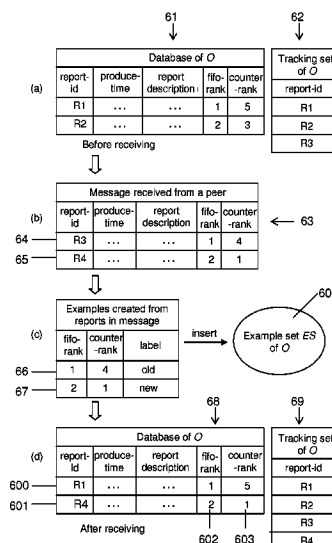 61
62
Database of O
Tracking set of O
report-id
produce-time
report description
fifo-rank
counter-rank
report-id
(a)
R1
...
...
1
5
R1
R2
...
...
2
3
R2
R3
Before receiving
Message received from a peer
(b)
report-id
produce-time
report description
fifo-rank
counter-rank
63
64
R3
...
...
1
4
65
R4
...
...
2
1
60
Examples created from reports in message
(c)
fifo-rank
counter-rank
label
insert
Example set ES of O
66
1
4
old
67
2
1
new
68
69
Database of O
Tracking set of O
(d)
report-Id
produce-time
report description
fifo-rank
counter-rank
report-id
600
R1
...
...
1
5
R1
601
R4
...
...
2
1
R2
R3
After receiving
602
603
R4